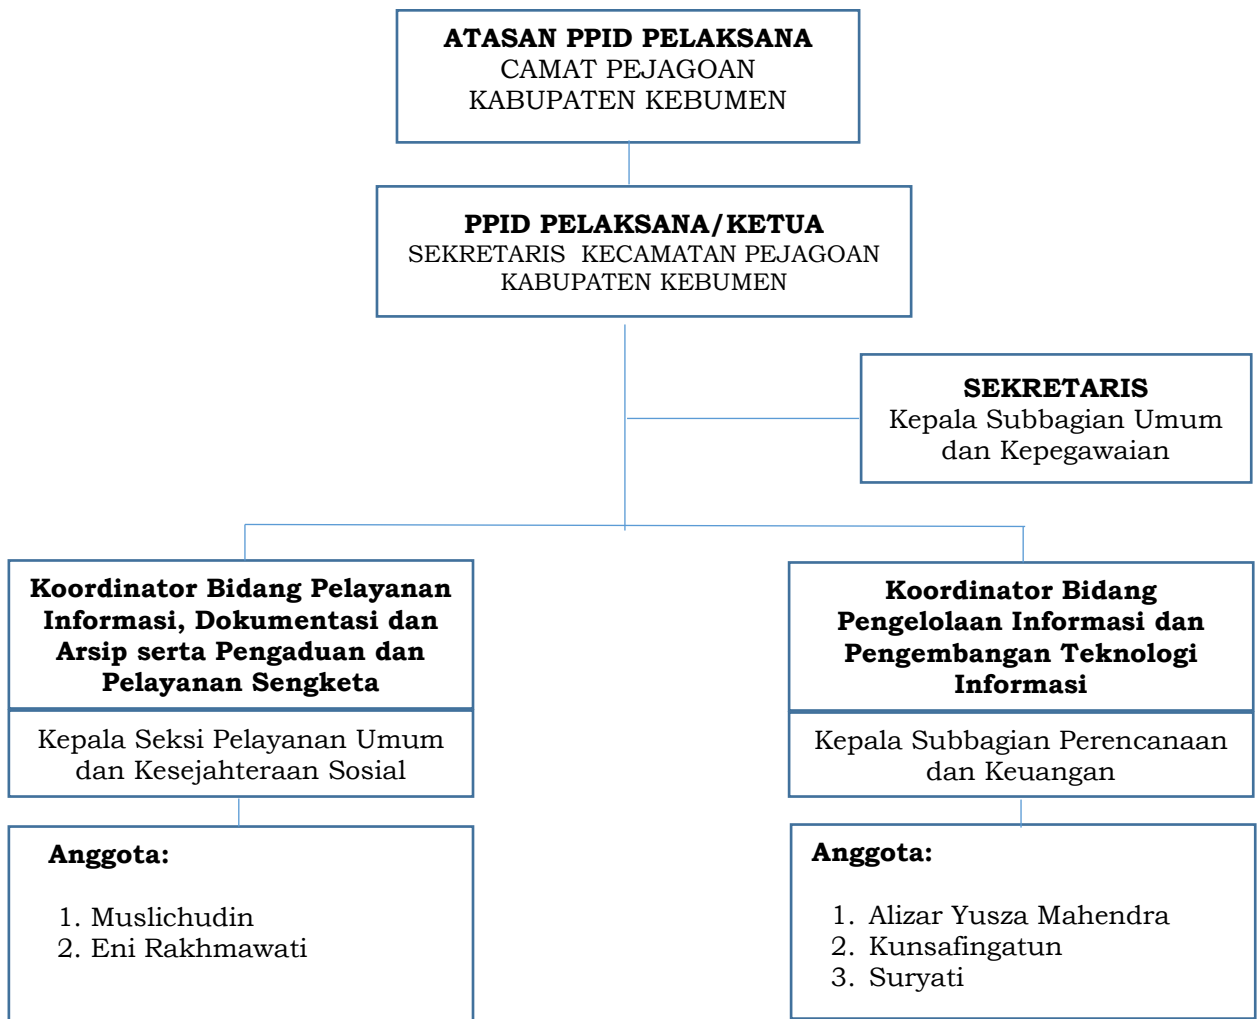 ATASAN PPID PELAKSANA
CAMAT PEJAGOAN
KABUPATEN KEBUMEN
PPID PELAKSANA/KETUA
SEKRETARIS KECAMATAN PEJAGOAN
KABUPATEN KEBUMEN
SEKRETARIS
Kepala Subbagian Umum
dan Kepegawaian
Koordinator Bidang Pelayanan
Informasi, Dokumentasi dan
Arsip serta Pengaduan dan
Pelayanan Sengketa
Kepala Seksi Pelayanan Umum
dan Kesejahteraan Sosial
Anggota:
1. Muslichudin
2. Eni Rakhmawati
Koordinator Bidang
Pengelolaan Informasi dan
Pengembangan Teknologi
Informasi
Kepala Subbagian Perencanaan
dan Keuangan
Anggota:
1. Alizar Yusza Mahendra
2. Kunsafingatun
3. Suryati